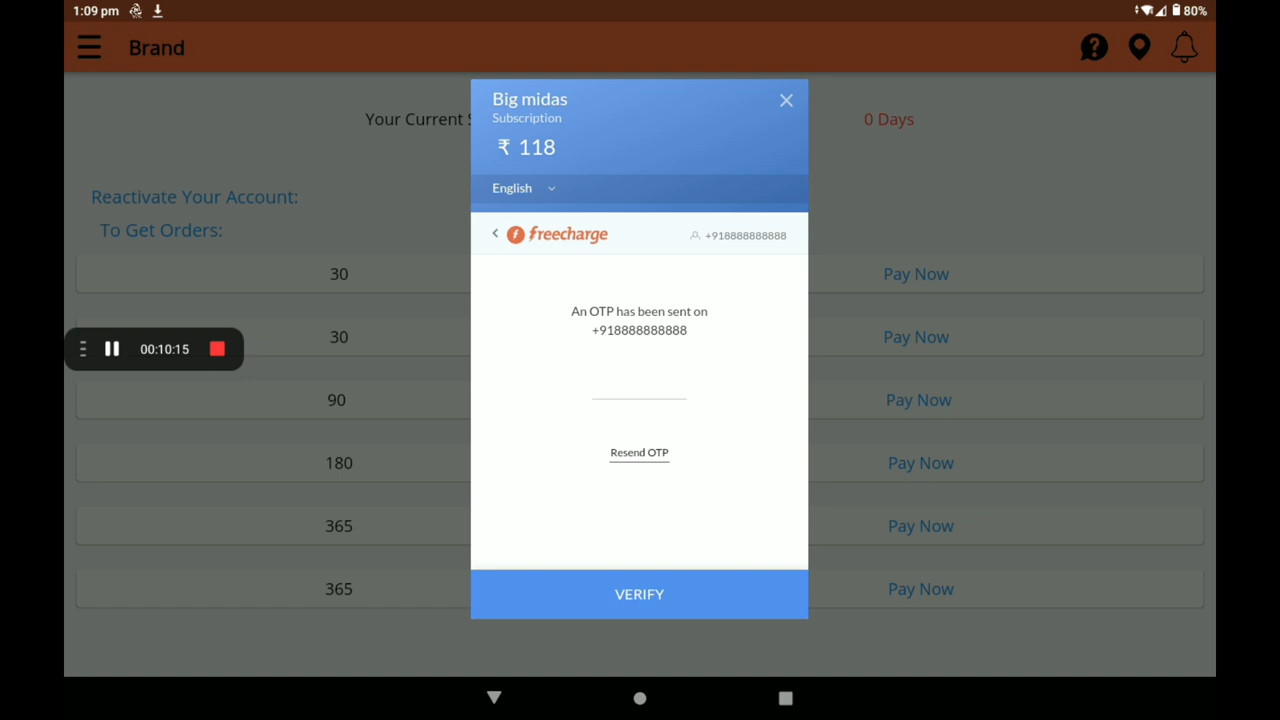 1:09 pm
80%
Brand
Big midas
Subscription
₹ 118
English
Your Current
0 Days
Reactivate Your Account:
To Get Orders:
freecharge
+918888888888
An OTP has been sent on
+918888888888
Resend OTP
VERIFY
30 Pay Now
30 Pay Now
00:10:15
90 Pay Now
180 Pay Now
365 Pay Now
365 Pay Now